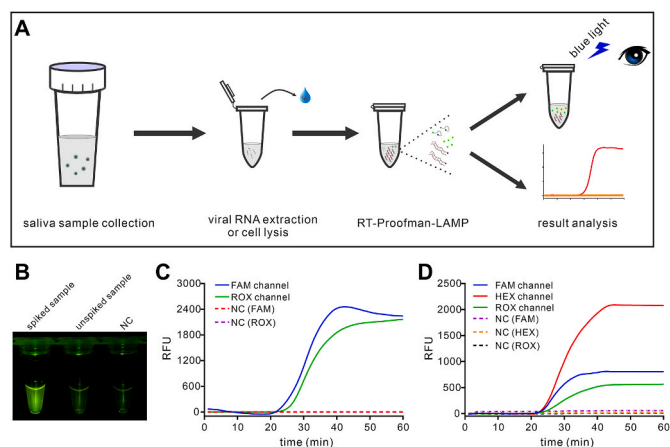 A
blue light
saliva sample collection
viral RNA extraction
or cell lysis
RT-Proofman-LAMP
result analysis
B
spiked sample
unspiked sample
NC
C
FAM channel
ROX channel
NC (FAM)
NC (ROX)
3000
2400
1800
1200
600
0
RFU
0 10 20 30 40 50 60
time (min)
D
FAM channel
HEX channel
ROX channel
NC (FAM)
NC (HEX)
NC (ROX)
2500
2000
1500
1000
500
0
RFU
0 10 20 30 40 50 60
time (min)